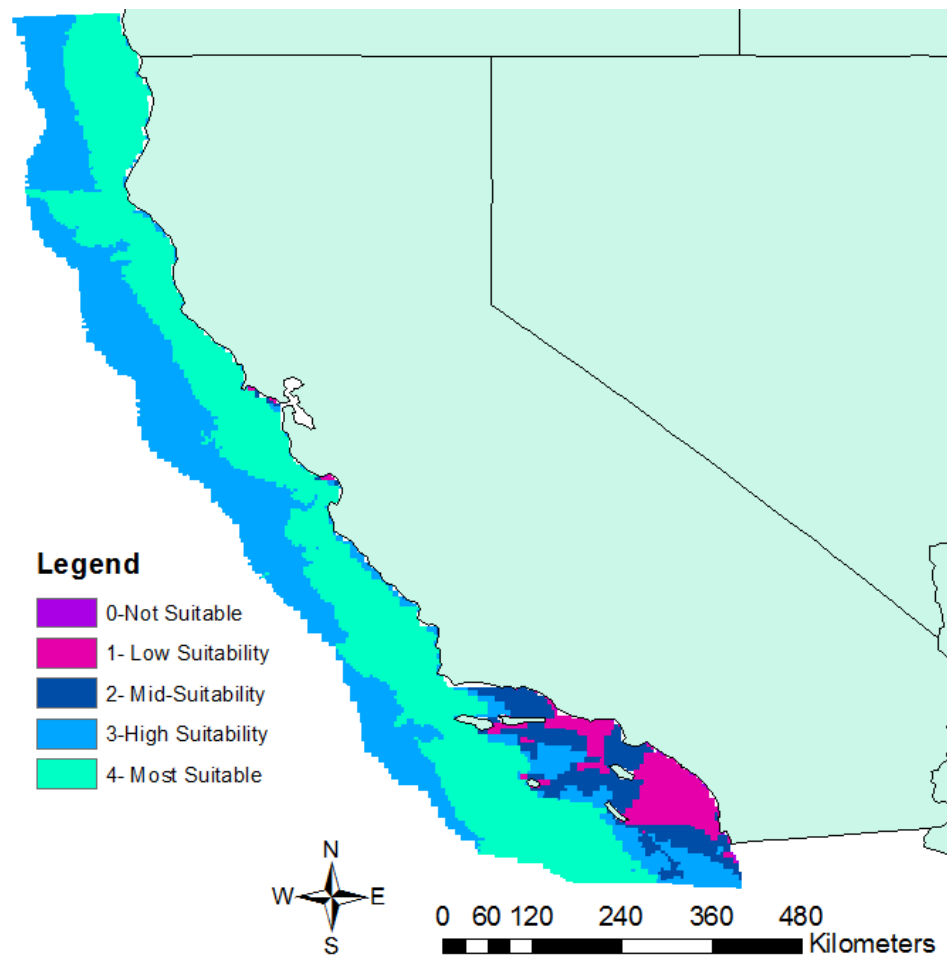 Legend
0-Not Suitable
1- Low Suitability
2- Mid-Suitability
3-High Suitability
4- Most Suitable
N
W E
S
0 60 120 240 360 480
Kilometers